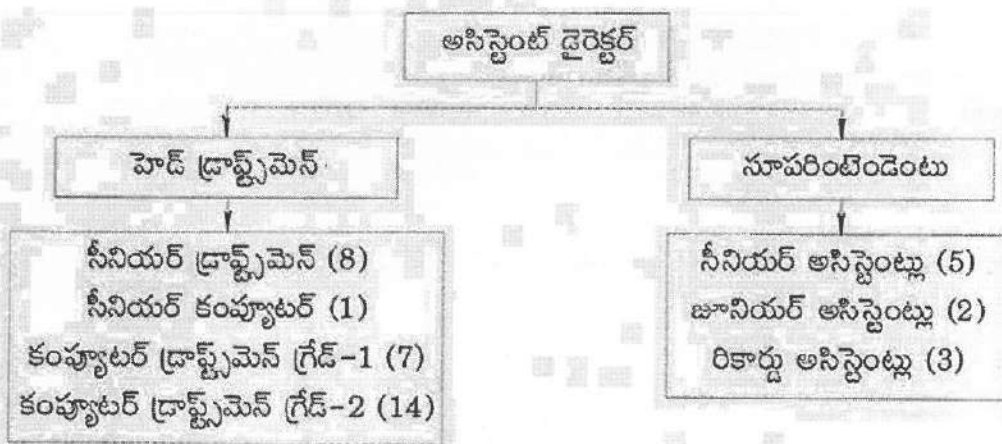 అసిస్టెంట్ డైరెక్టర్
హెడ్ డ్రాఫ్ట్స్‌మెన్
సూపరింటెండెంటు
సీనియర్ డ్రాఫ్ట్స్‌మెన్ (8)
సీనియర్ కంప్యూటర్ (1)
కంప్యూటర్ డ్రాఫ్ట్స్‌మెన్ గ్రేడ్-1 (7)
కంప్యూటర్ డ్రాఫ్ట్స్‌మెన్ గ్రేడ్-2 (14)
సీనియర్ అసిస్టెంట్లు (5)
జూనియర్ అసిస్టెంట్లు (2)
రికార్డు అసిస్టెంట్లు (3)